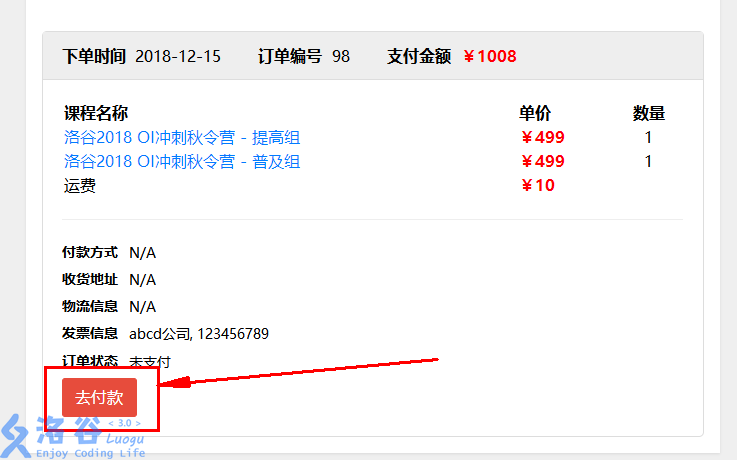 下单时间 2018-12-15 订单编号 98 支付金额 ￥1008
课程名称 单价 数量
洛谷2018 OI冲刺秋令营 - 提高组 ￥499 1
洛谷2018 OI冲刺秋令营 - 普及组 ￥499 1
运费 ￥10
付款方式 N/A
收货地址 N/A
物流信息 N/A
发票信息 abcd公司, 123456789
订单状态 未支付
去付款
洛谷 < 3.0 > Luogu
Enjoy Coding Life